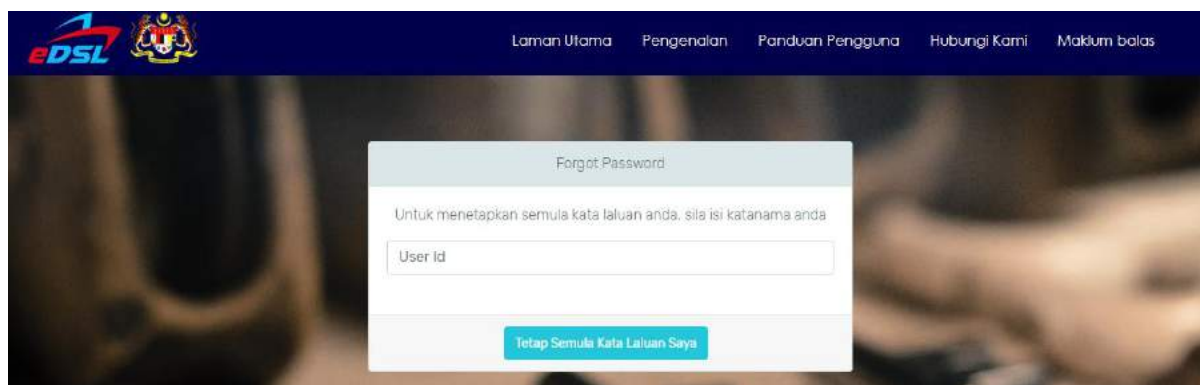 eDSL
Laman Utama Pengenalan Panduan Pengguna Hubungi Kami Maklum balas
Forgot Password
Untuk menetapkan semula kata laluan anda, sila isi katanama anda
User Id
Tetap Semula Kata Laluan Saya